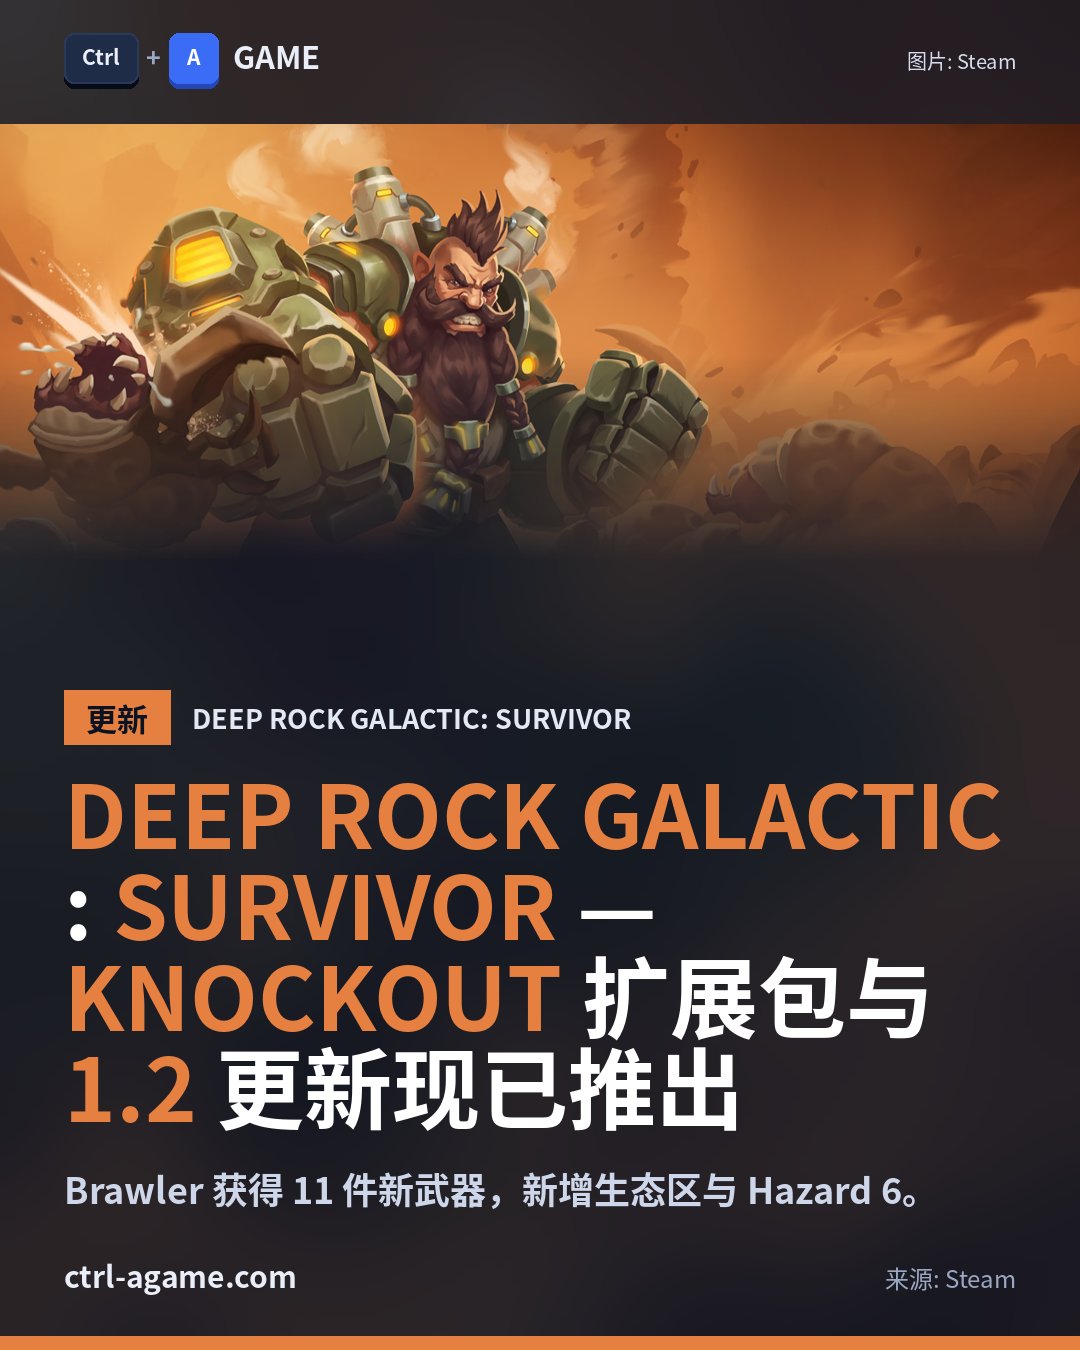 Ctrl + A GAME
图片: Steam
更新 DEEP ROCK GALACTIC: SURVIVOR
DEEP ROCK GALACTIC
: SURVIVOR —
KNOCKOUT 扩展包与
1.2 更新现已推出
Brawler 获得 11 件新武器，新增生态区与 Hazard 6。
ctrl-agame.com
来源: Steam